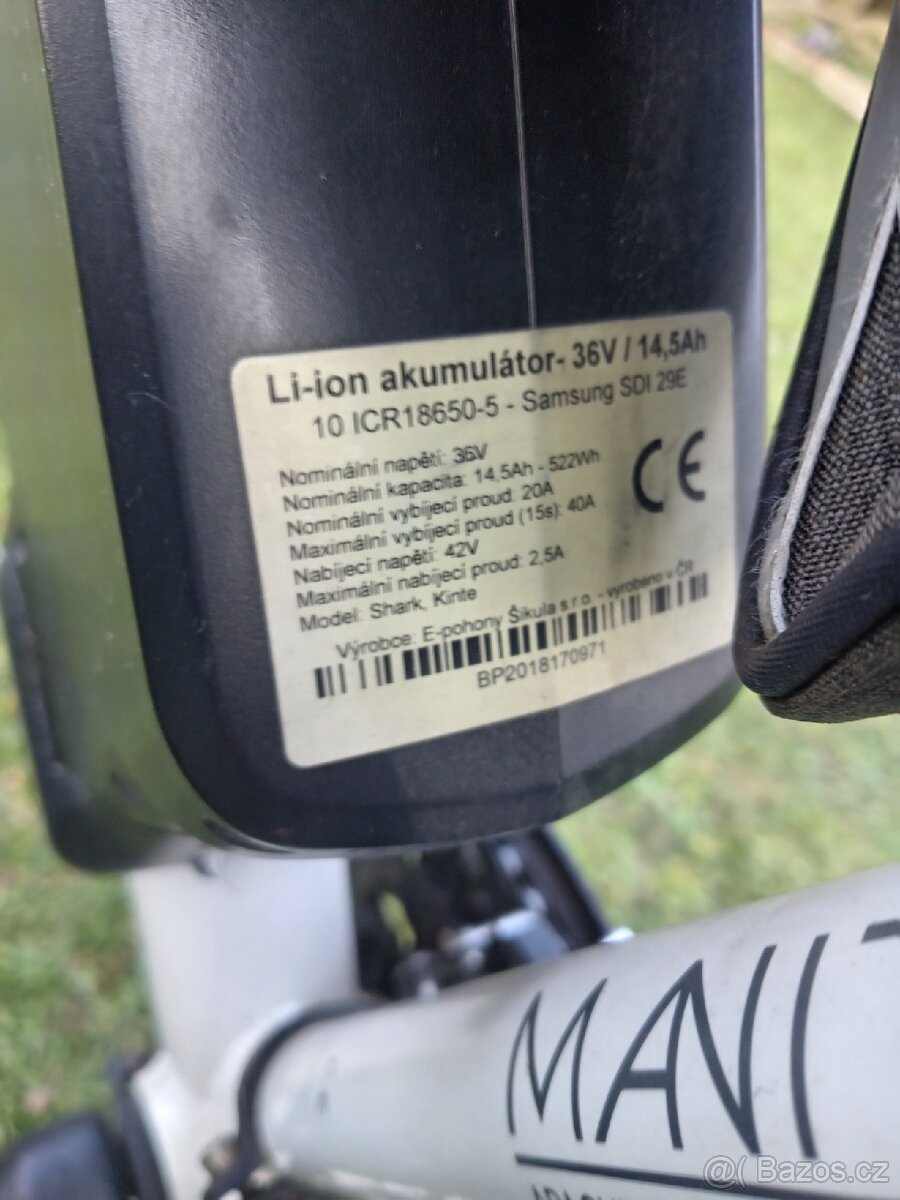 Li-ion akumulátor- 36V / 14,5Ah
10 ICR18650-5 - Samsung SDI 29E
Nominální napětí: 36V
Nominální kapacita: 14,5Ah - 522Wh
Nominální vybíjecí proud: 20A
Maximální vybíjecí proud (15s): 40A
Nabíjecí napětí: 42V
Maximální nabíjecí proud: 2,5A
Model: Shark, Kinte
CE
Výrobce: E-pohony Šikula s.r.o. - vyrobeno v ČR
BP2018170971
MANI
@( Bazos.cz